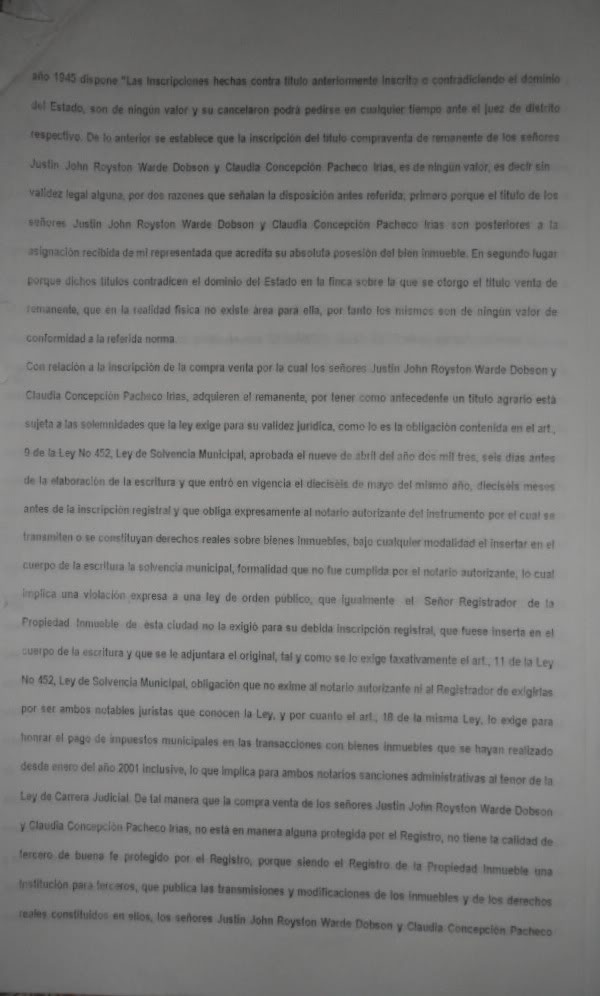 año 1945 dispone "Las Inscripciones hechas contra título anteriormente inscrito o contradiciendo el dominio
del Estado, son de ningún valor y su cancelaron podrá pedirse en cualquier tiempo ante el juez de distrito
respectivo. De lo anterior se establece que la inscripción del título compraventa de remanente de los señores
Justin John Royston Warde Dobson y Claudia Concepción Pacheco Irías, es de ningún valor, es decir sin
validez legal alguna, por dos razones que señalan la disposición antes referida, primero porque el titulo de los
señores Justin John Royston Warde Dobson y Claudia Concepción Pacheco Irias son posteriores a la
asignación recibida de mi representada que acredita su absoluta posesión del bien inmueble. En segundo lugar
porque dichos títulos contradicen el dominio del Estado en la finca sobre la que se otorgo el titulo venta de
remanente, que en la realidad física no existe área para ella, por tanto los mismos son de ningún valor de
conformidad a la referida norma.
Con relación a la inscripción de la compra venta por la cual los señores Justin John Royston Warde Dobson y
Claudia Concepción Pacheco Irias, adquieren el remanente, por tener como antecedente un titulo agrario está
sujeta a las solemnidades que la ley exige para su validez jurídica, como lo es la obligación contenida en el art.,
9 de la Ley No 452, Ley de Solvencia Municipal, aprobada el nueve de abril del año dos mil tres, seis días antes
de la elaboración de la escritura y que entró en vigencia el dieciséis de mayo del mismo año, dieciséis meses
antes de la inscripción registral y que obliga expresamente al notario autorizante del instrumento por el cual se
transmiten o se constituyan derechos reales sobre bienes inmuebles, bajo cualquier modalidad el insertar en el
cuerpo de la escritura la solvencia municipal, formalidad que no fue cumplida por el notario autorizante, lo cual
implica una violación expresa a una ley de orden público, que igualmente el Señor Registrador de la
Propiedad Inmueble de esta ciudad no la exigió para su debida inscripción registral, que fuese inserta en el
cuerpo de la escritura y que se le adjuntara el original, tal y como se lo exige taxativamente el art., 11 de la Ley
No 452, Ley de Solvencia Municipal, obligación que no exime al notario autorizante ni al Registrador de exigirlas
por ser ambos notables juristas que conocen la Ley, y por cuanto el art., 18 de la misma Ley, lo exige para
honrar el pago de impuestos municipales en las transacciones con bienes inmuebles que se hayan realizado
desde enero del año 2001 inclusive, lo que implica para ambos notarios sanciones administrativas al tenor de la
Ley de Carrera Judicial. De tal manera que la compra venta de los señores Justin John Royston Warde Dobson
y Claudia Concepción Pacheco Irias, no está en manera alguna protegida por el Registro, no tiene la calidad de
tercero de buena fe protegido por el Registro, porque siendo el Registro de la Propiedad Inmueble una
Institución para terceros, que publica las transmisiones y modificaciones de los inmuebles y de los derechos
reales constituidos en ellos, los señores Justin John Royston Warde Dobson y Claudia Concepción Pacheco